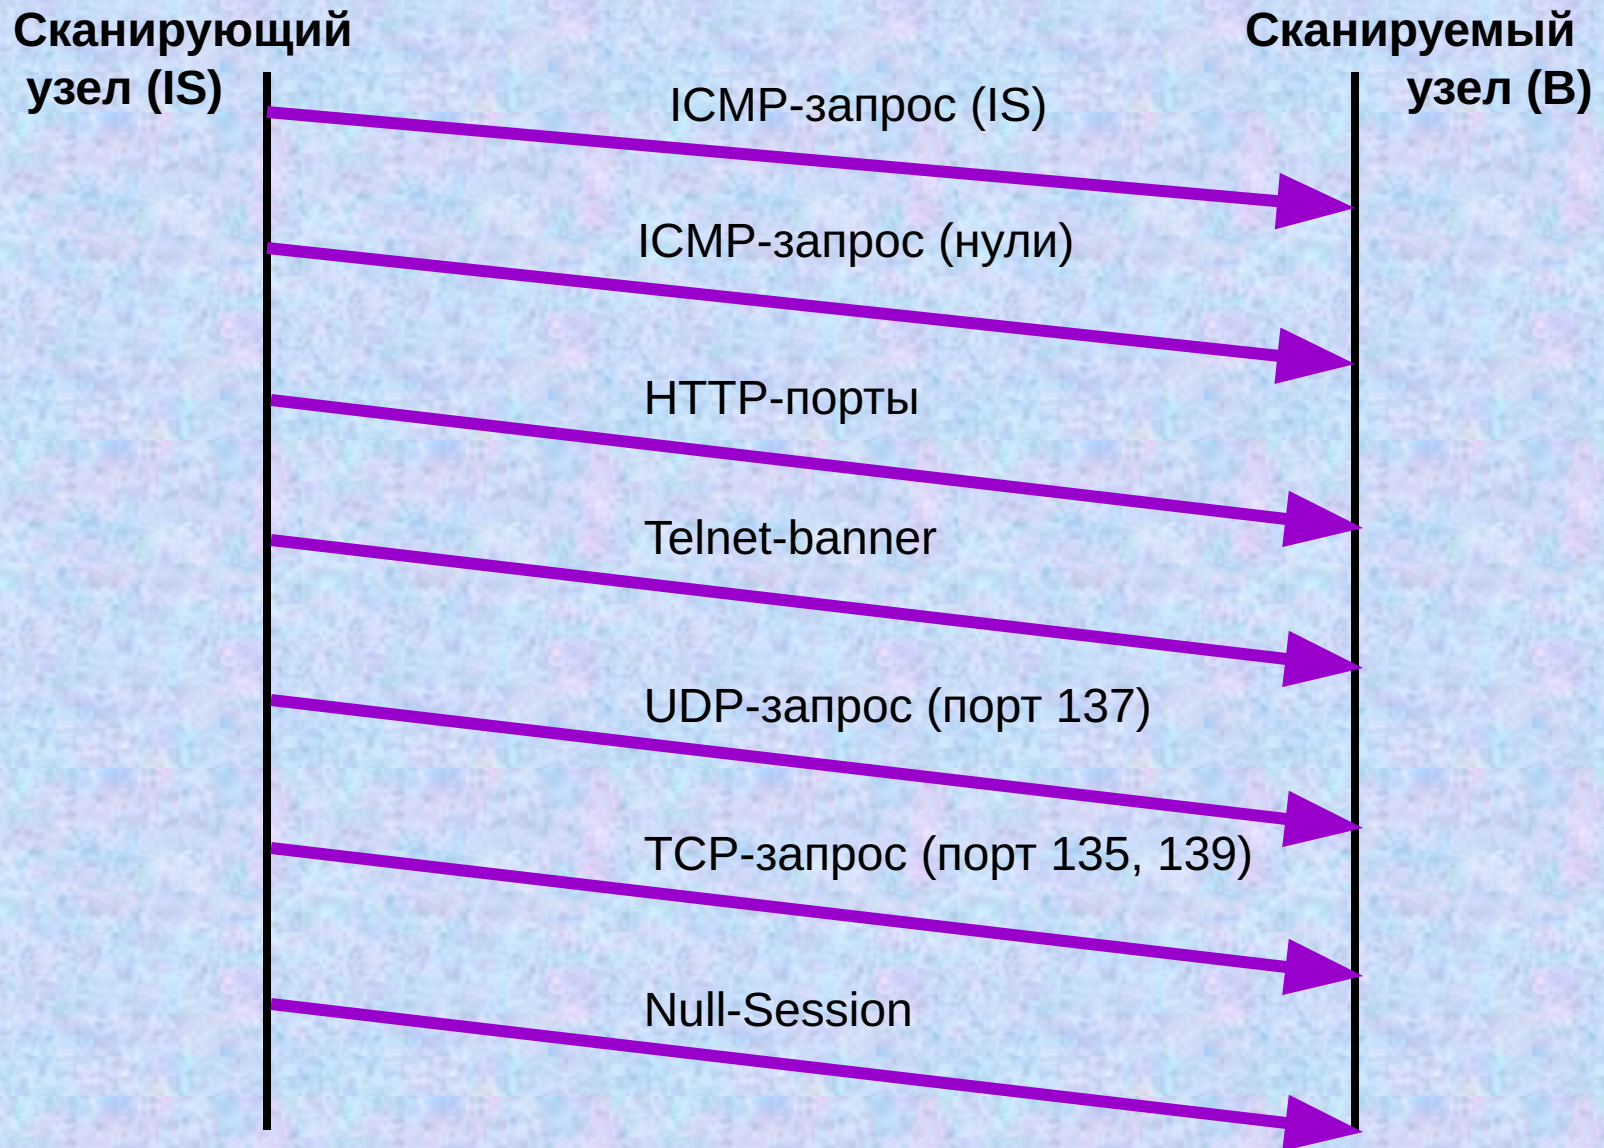 Сканирующий
узел (IS)
Сканируемый
узел (B)
ICMP-запрос (IS)
ICMP-запрос (нули)
HTTP-порты
Telnet-banner
UDP-запрос (порт 137)
TCP-запрос (порт 135, 139)
Null-Session